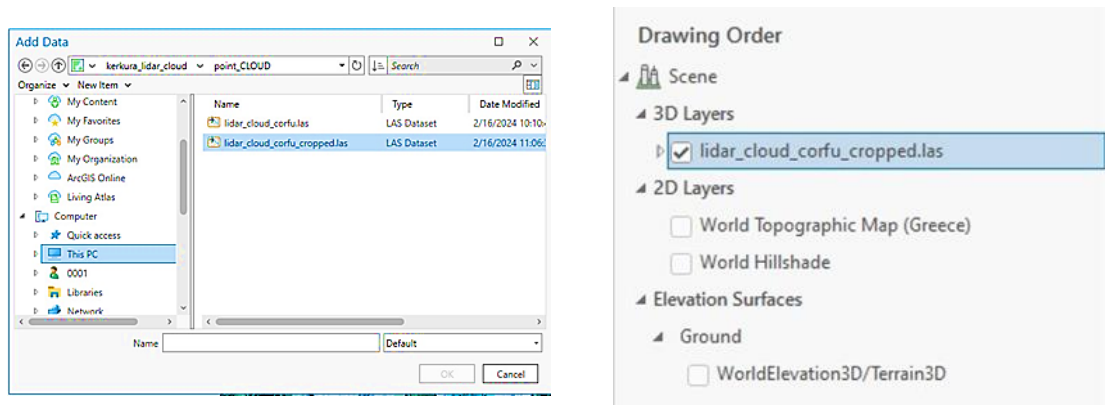 Add Data
kerkura_lidar_cloud point_CLOUD Search
Organize New Item
My Content
My Favorites
My Groups
My Organization
ArcGIS Online
Living Atlas
Computer
Quick access
This PC
0001
Libraries
Network
Name Type Date Modified
lidar_cloud_corfu.las LAS Dataset 2/16/2024 10:10:
lidar_cloud_corfu_cropped.las LAS Dataset 2/16/2024 11:06:
Name Default
OK Cancel
Drawing Order
Scene
3D Layers
lidar_cloud_corfu_cropped.las
2D Layers
World Topographic Map (Greece)
World Hillshade
Elevation Surfaces
Ground
WorldElevation3D/Terrain3D